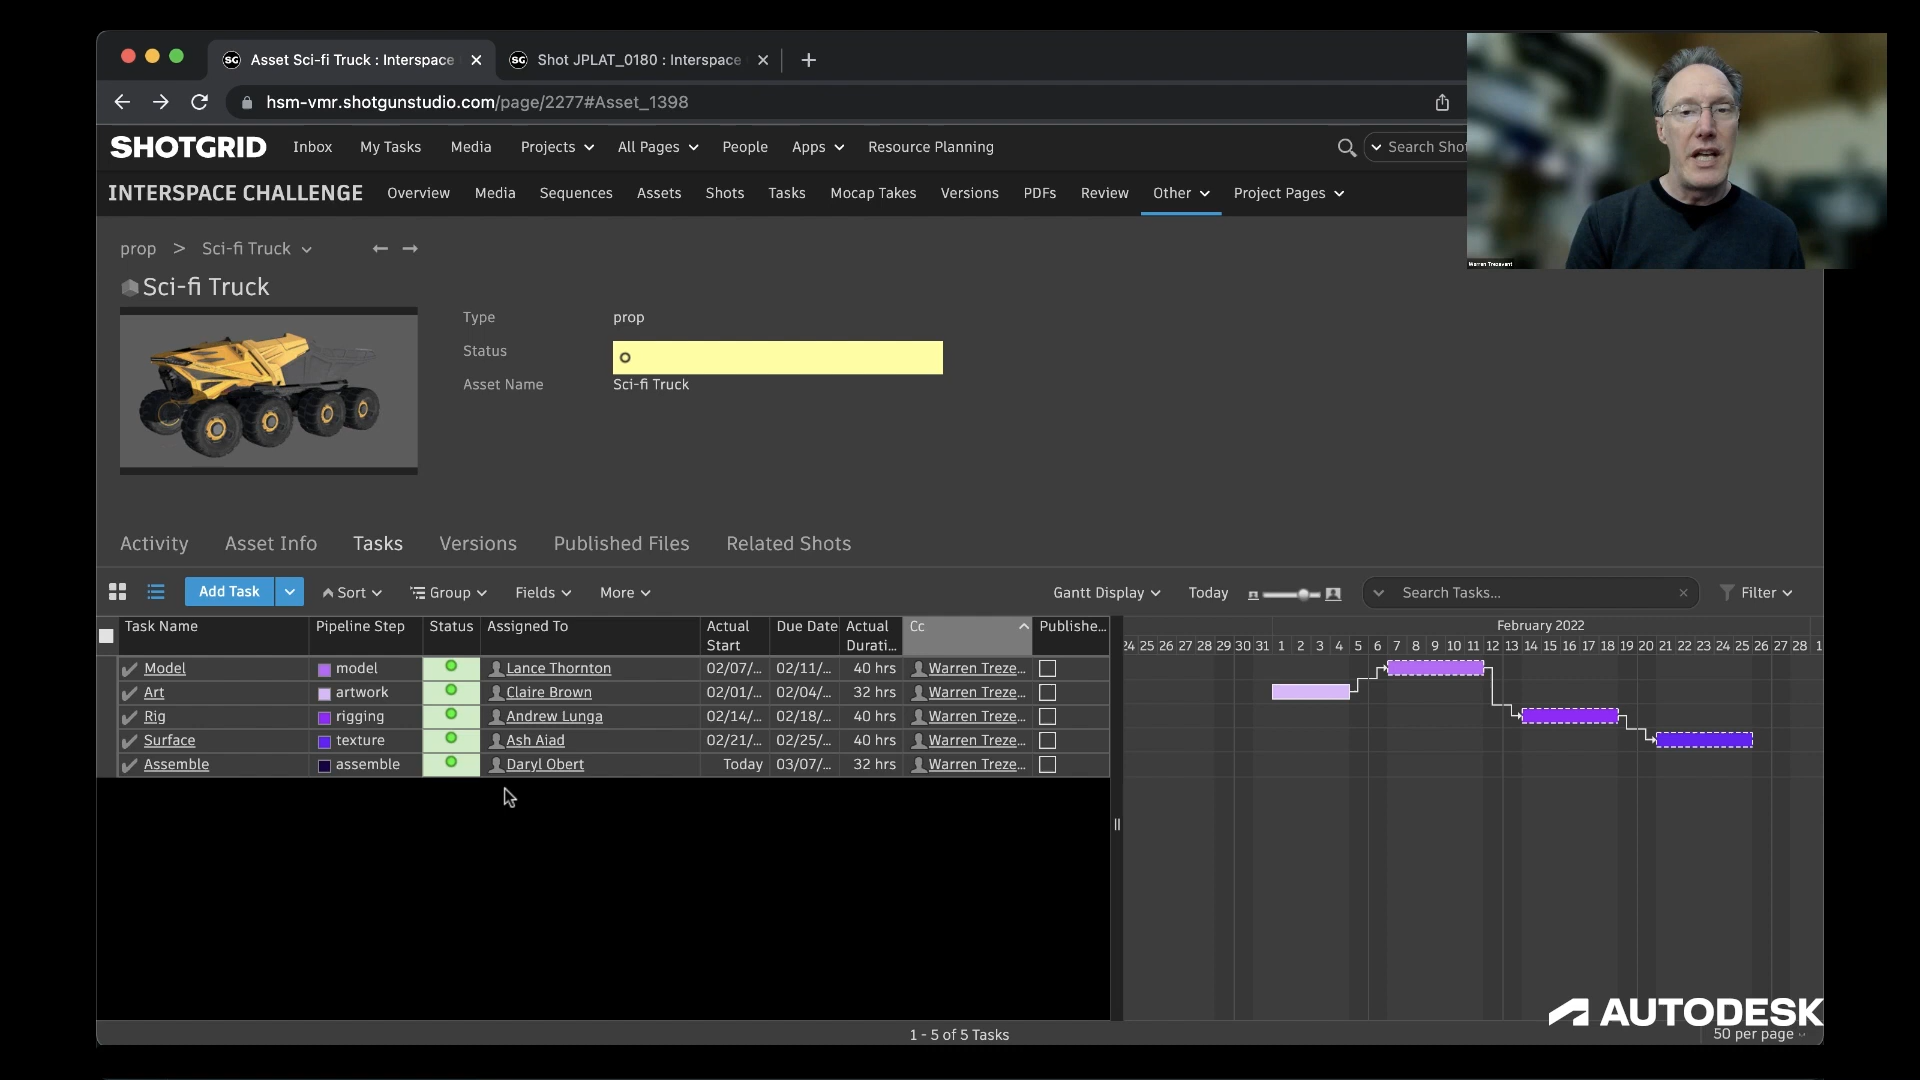 Asset Sci-fi Truck : Interspace
Shot JPLAT_0180 : Interspace
hsm-vmr.shotgunstudio.com/page/2277#Asset_1398
SHOTGRID Inbox My Tasks Media Projects All Pages People Apps Resource Planning Search Shot
INTERSPACE CHALLENGE Overview Media Sequences Assets Shots Tasks Mocap Takes Versions PDFs Review Other Project Pages
prop > Sci-fi Truck
Sci-fi Truck
Type prop
Status
Asset Name Sci-fi Truck
Activity Asset Info Tasks Versions Published Files Related Shots
Add Task Sort Group Fields More Gantt Display Today Search Tasks... Filter
Task Name Pipeline Step Status Assigned To Actual Start Due Date Actual Durati... Cc Publishe... February 2022
24 25 26 27 28 29 30 31 1 2 3 4 5 6 7 8 9 10 11 12 13 14 15 16 17 18 19 20 21 22 23 24 25 26 27 28 1
Model model Lance Thornton 02/07/... 02/11/... 40 hrs Warren Treze...
Art artwork Claire Brown 02/01/... 02/04/... 32 hrs Warren Treze...
Rig rigging Andrew Lunga 02/14/... 02/18/... 40 hrs Warren Treze...
Surface texture Ash Aiad 02/21/... 02/25/... 40 hrs Warren Treze...
Assemble assemble Daryl Obert Today 03/07/... 32 hrs Warren Treze...
AUTODESK
1 - 5 of 5 Tasks
50 per page